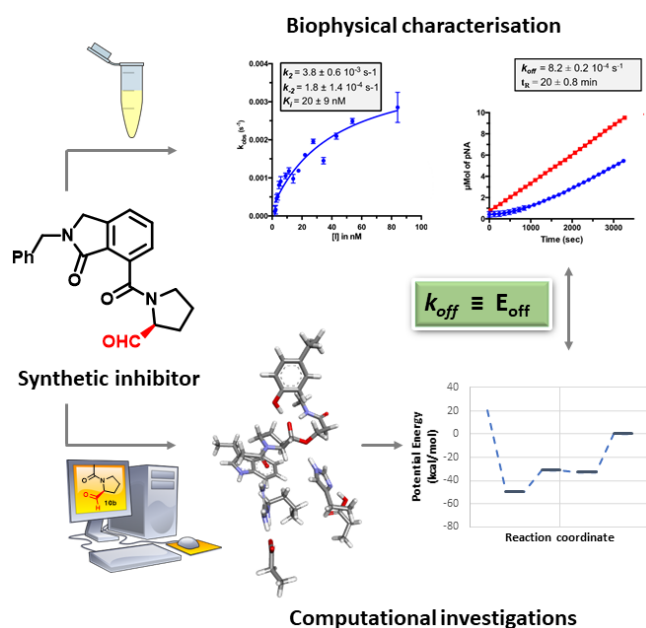 Biophysical characterisation
k2 = 3.8 ± 0.6 10-3 s-1
k-2 = 1.8 ± 1.4 10-4 s-1
Ki = 20 ± 9 nM
0.004
0.003
0.002
0.001
0.000
kobs (s-1)
0 20 40 60 80 100
[I] in nM
koff = 8.2 ± 0.2 10-4 s-1
tR = 20 ± 0.8 min
10
8
6
4
2
0
µMol of pNA
0 1000 2000 3000
Time (sec)
Ph
N
O
O
N
OHC
Synthetic inhibitor
koff ≡ Eoff
O
N
O
H
16b
40
20
0
-20
-40
-60
-80
Potential Energy
(kcal/mol)
Reaction coordinate
Computational investigations